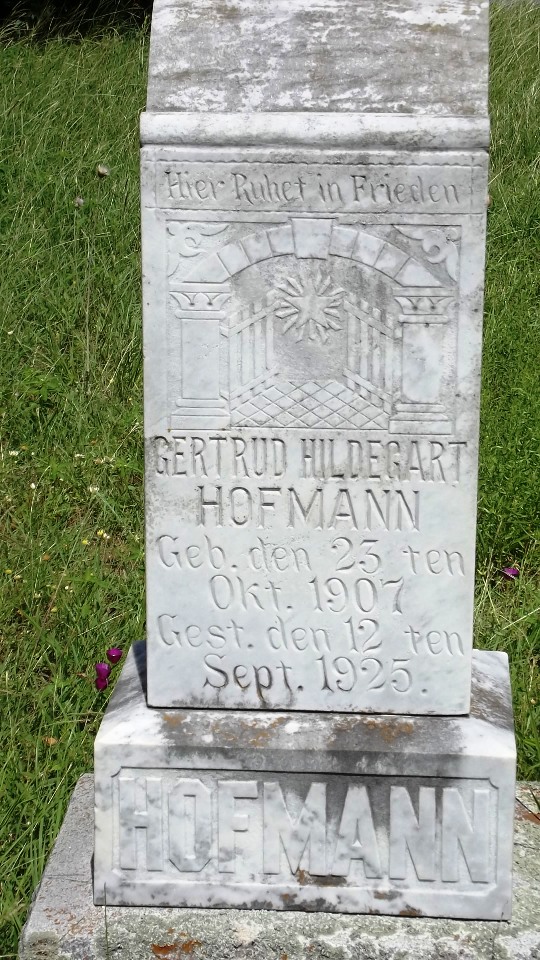 Hier Ruhet in Frieden
GERTRUD HILDEGART
HOFMANN
Geb. den 23 ten
Okt. 1907
Gest. den 12 ten
Sept. 1925.
HOFMANN